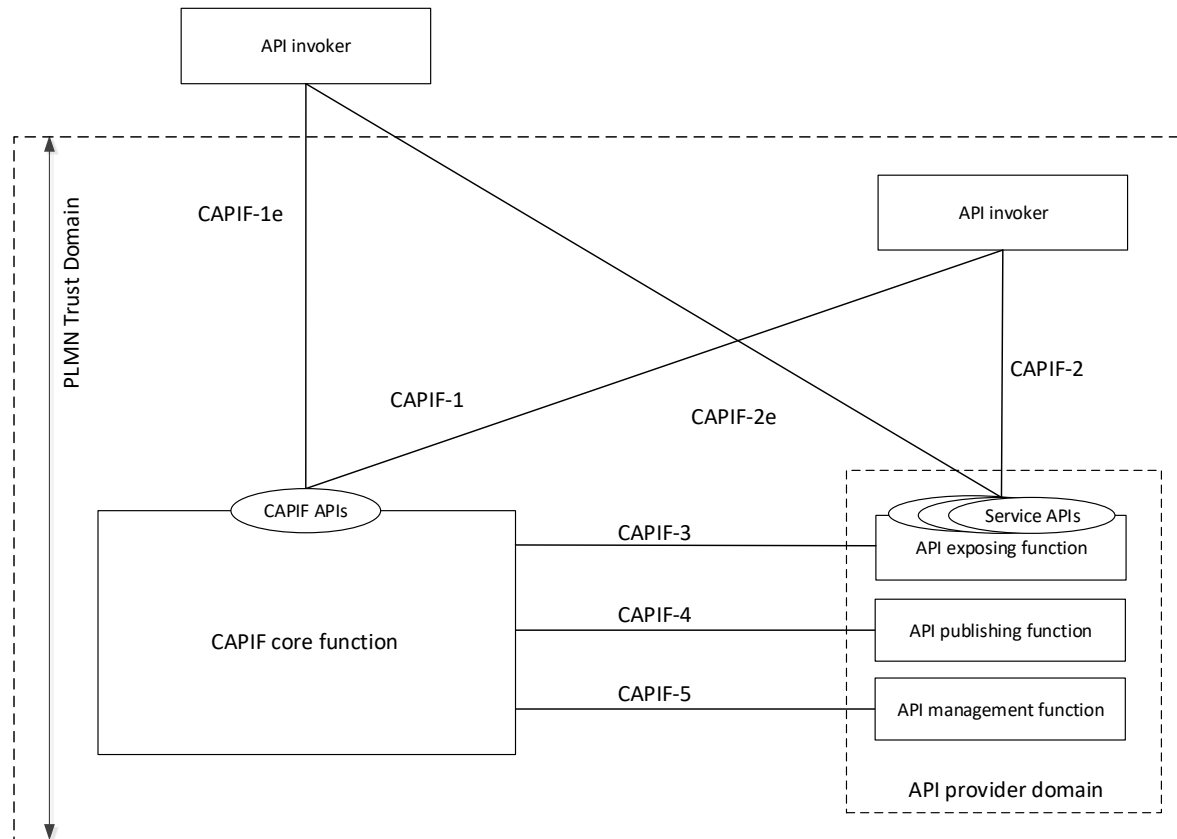 API invoker
PLMN Trust Domain
CAPIF-1e
API invoker
CAPIF-2
CAPIF-1
CAPIF-2e
CAPIF APIs
Service APIs
CAPIF-3
API exposing function
CAPIF core function
CAPIF-4
API publishing function
CAPIF-5
API management function
API provider domain